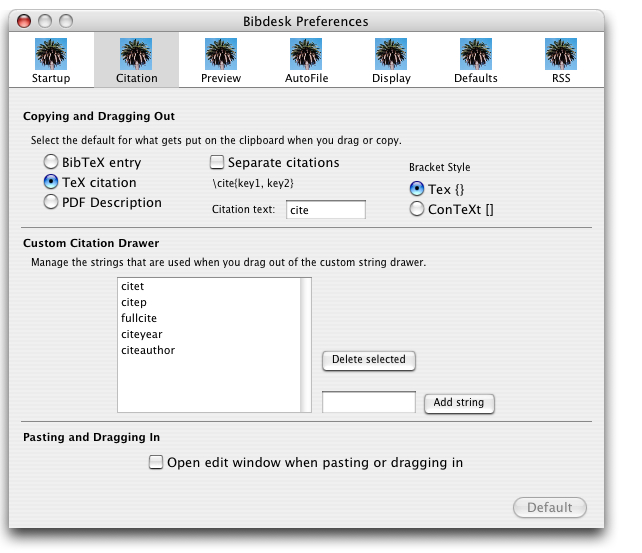 Bibdesk Preferences
Startup Citation Preview AutoFile Display Defaults RSS
Copying and Dragging Out
Select the default for what gets put on the clipboard when you drag or copy.
BibTeX entry
TeX citation
PDF Description
Separate citations
\cite{key1, key2}
Citation text: cite
Bracket Style
Tex {}
ConTeXt []
Custom Citation Drawer
Manage the strings that are used when you drag out of the custom string drawer.
citet
citep
fullcite
citeyear
citeauthor
Delete selected
Add string
Pasting and Dragging In
Open edit window when pasting or dragging in
Default